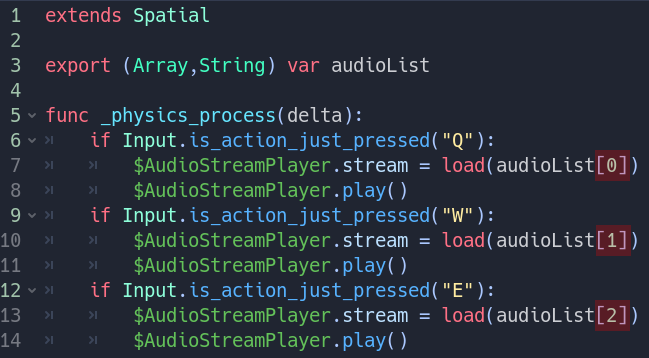 1 extends Spatial
2
3 export (Array,String) var audioList
4
5 func _physics_process(delta):
6 if Input.is_action_just_pressed("Q"):
7 $AudioStreamPlayer.stream = load(audioList[0])
8 $AudioStreamPlayer.play()
9 if Input.is_action_just_pressed("W"):
10 $AudioStreamPlayer.stream = load(audioList[1])
11 $AudioStreamPlayer.play()
12 if Input.is_action_just_pressed("E"):
13 $AudioStreamPlayer.stream = load(audioList[2])
14 $AudioStreamPlayer.play()